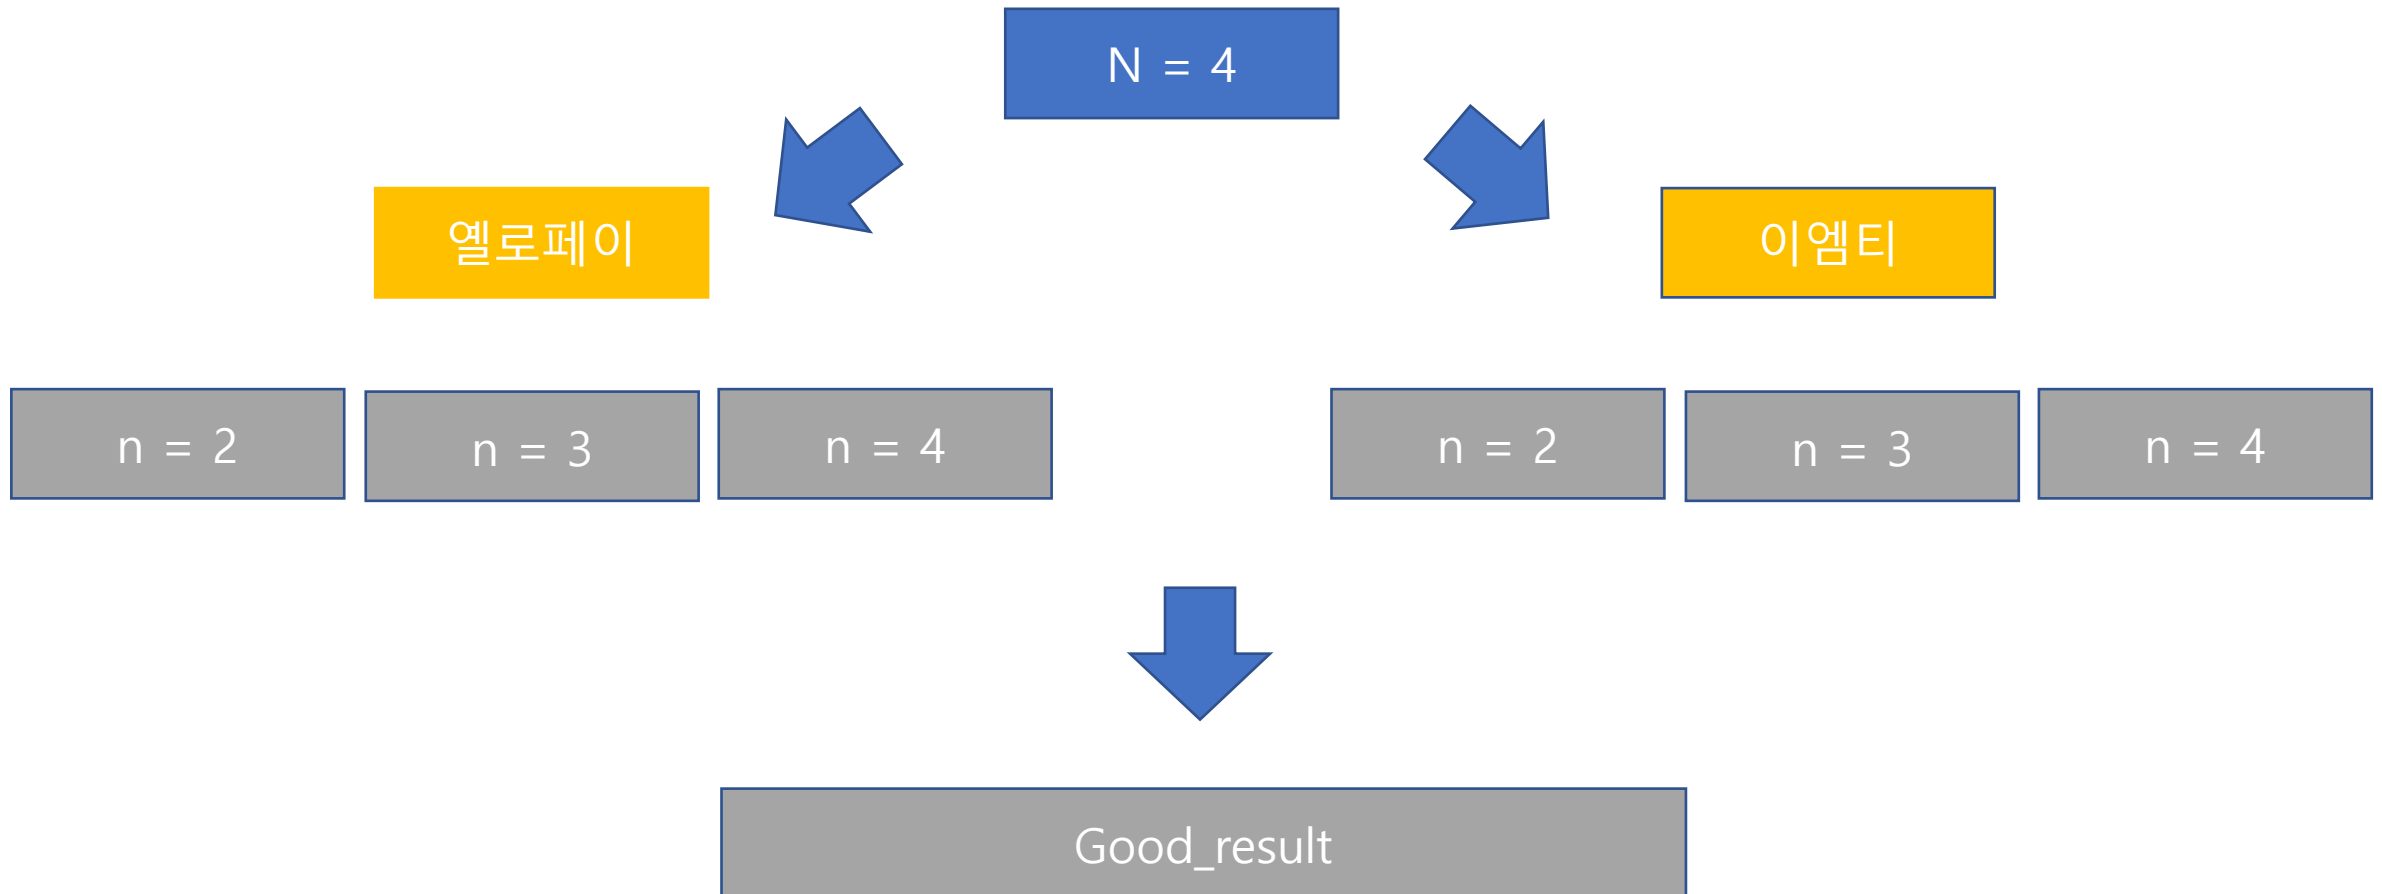 N = 4
옐로페이
이엠티
n = 2
n = 3
n = 4
n = 2
n = 3
n = 4
Good_result